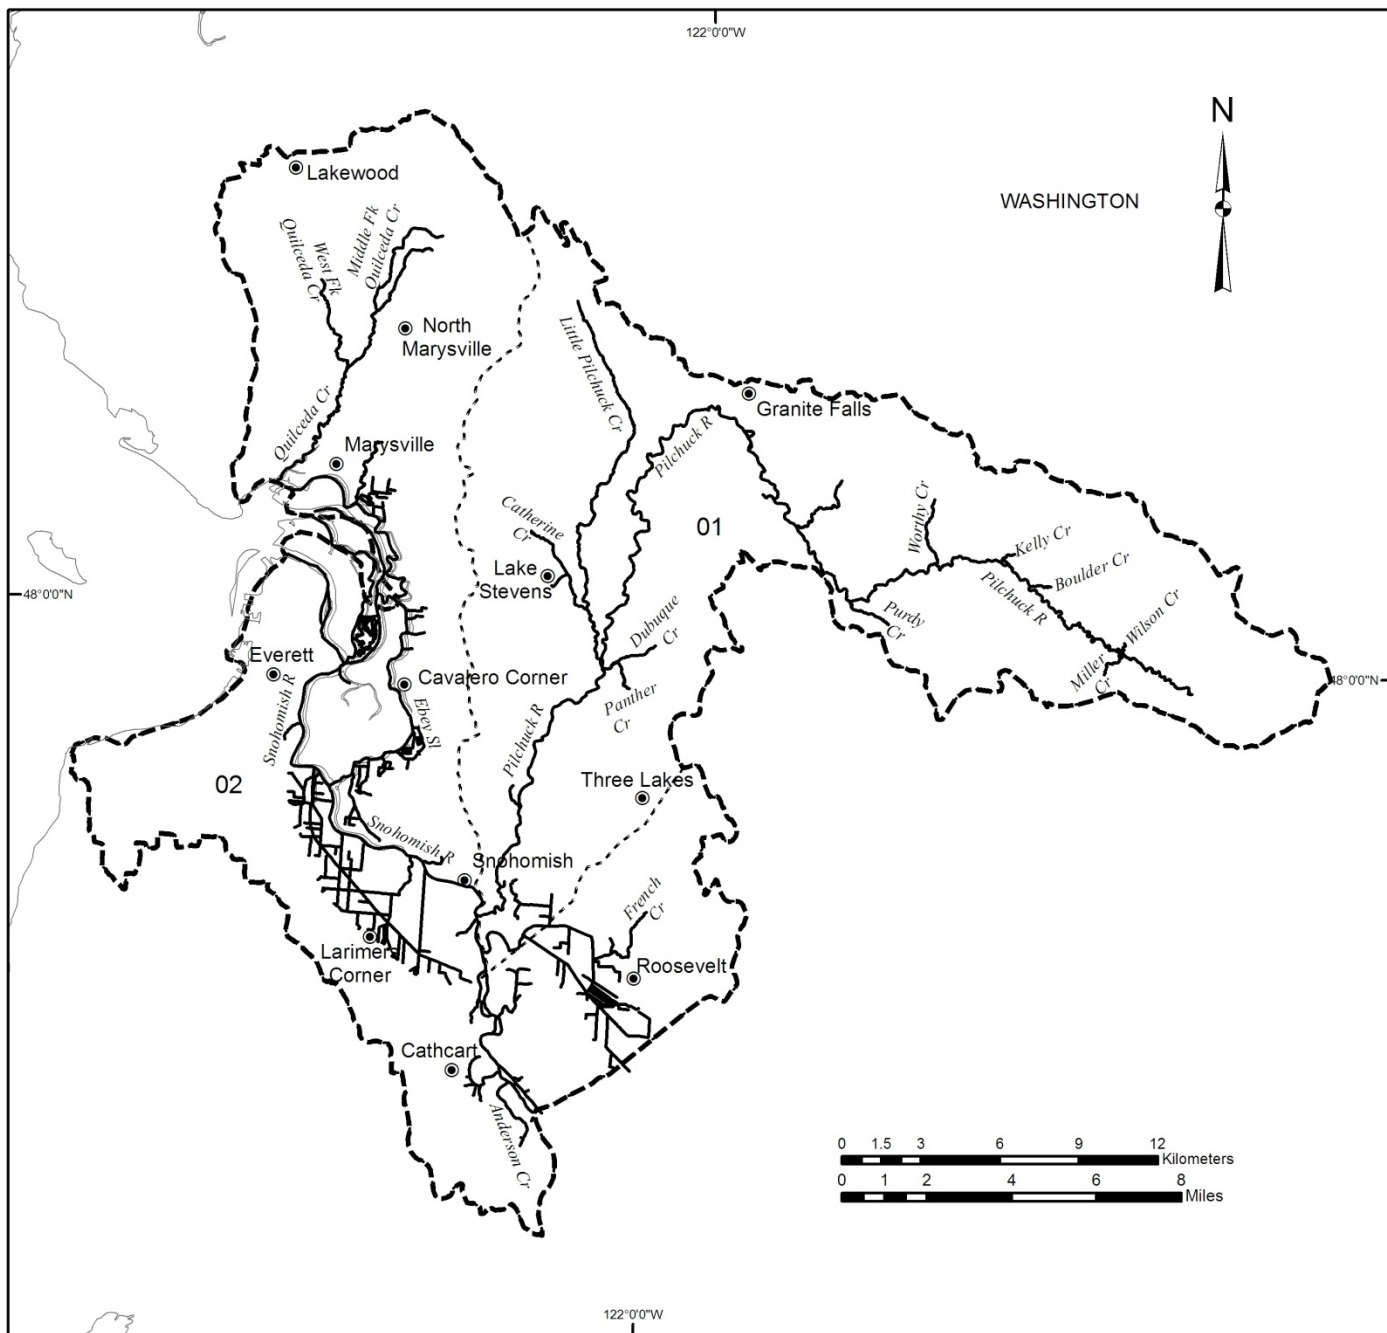 122°0'0"W
N
WASHINGTON
Lakewood
West Fk
Quilceda Cr
Middle Fk
Quilceda Cr
North
Marysville
Little Pilchuck Cr
Granite Falls
Quilceda Cr
Marysville
Pilchuck R
Catherine
Cr
01
Worthy Cr
Kelly Cr
Boulder Cr
Pilchuck R
Lake
Stevens
48°0'0"N
Purdy
Cr
Dubuque
Cr
Wilson Cr
Miller
Cr
Everett
Cavalero Corner
48°0'0"N
Panther
Cr
Snohomish R
Ebey Sl
Pilchuck R
02
Three Lakes
Snohomish R
Snohomish
French
Cr
Larimers
Corner
Roosevelt
Cathcart
Anderson Cr
0 1.5 3 6 9 12
Kilometers
0 1 2 4 6 8
Miles
122°0'0"W